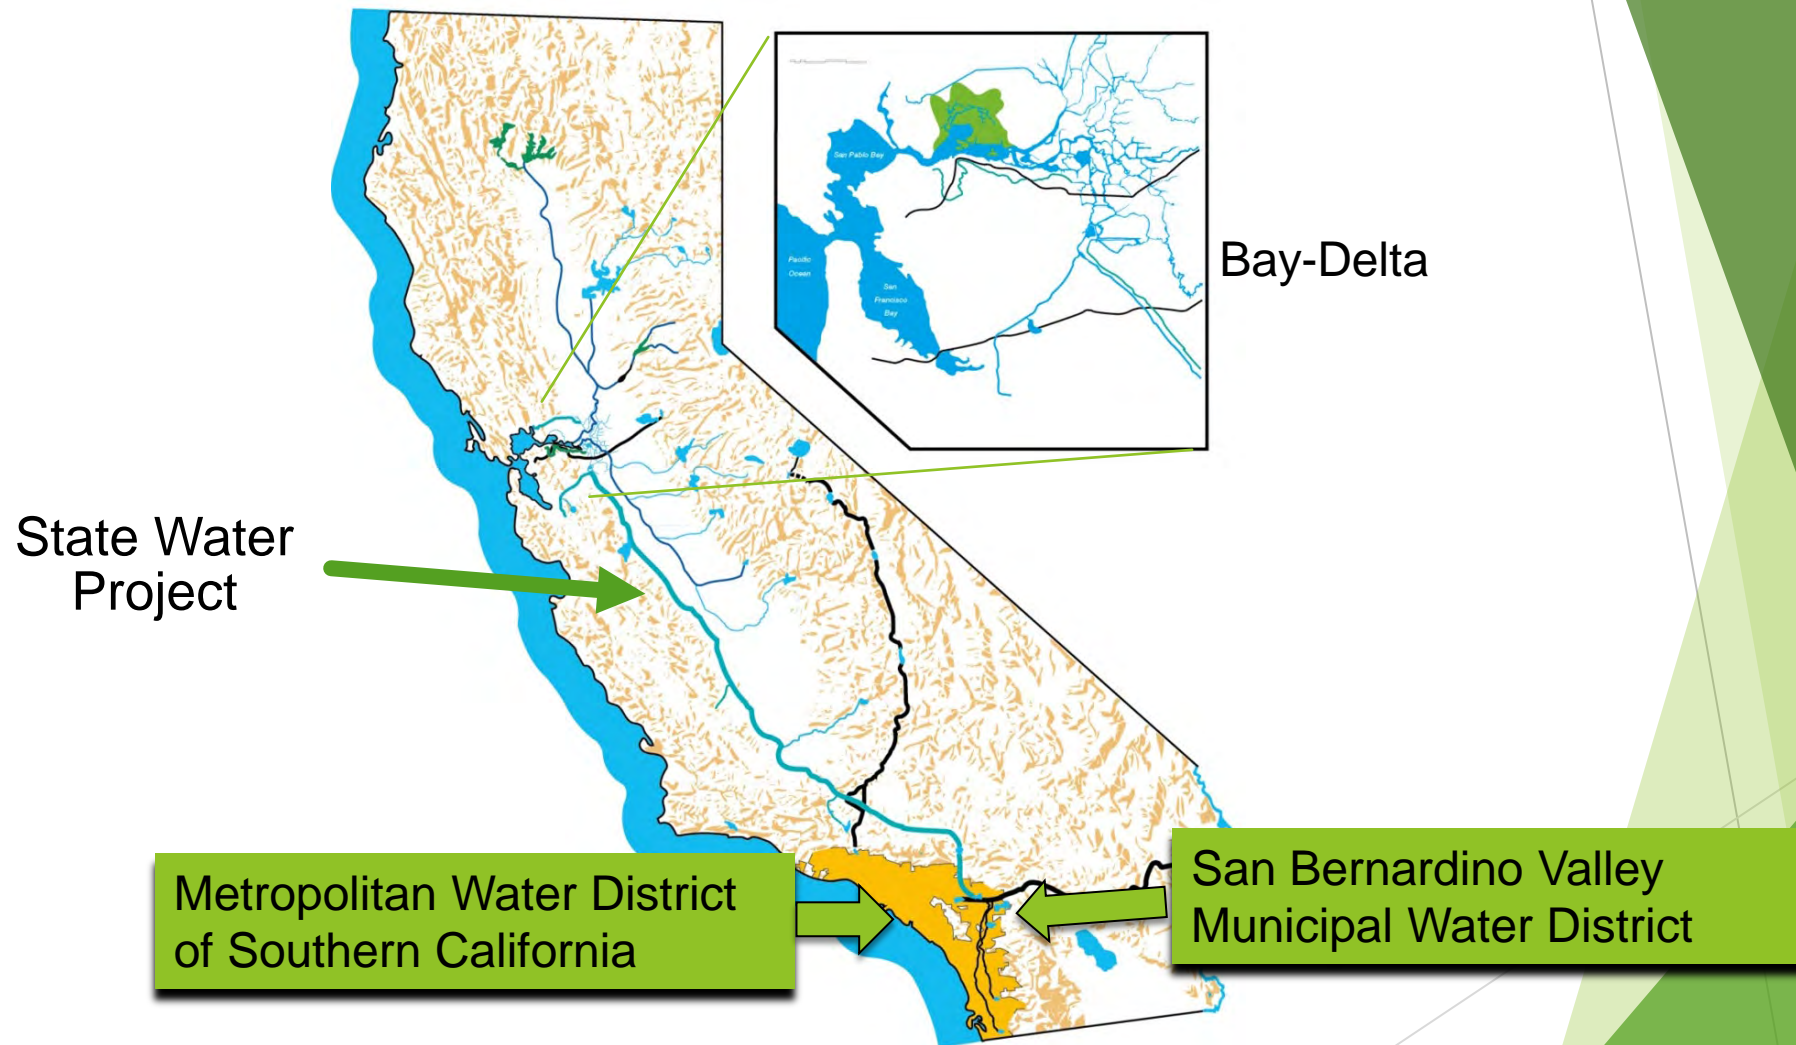 San Pablo Bay
Pacific
Ocean
San
Francisco
Bay
Bay-Delta
State Water
Project
Metropolitan Water District
of Southern California
San Bernardino Valley
Municipal Water District